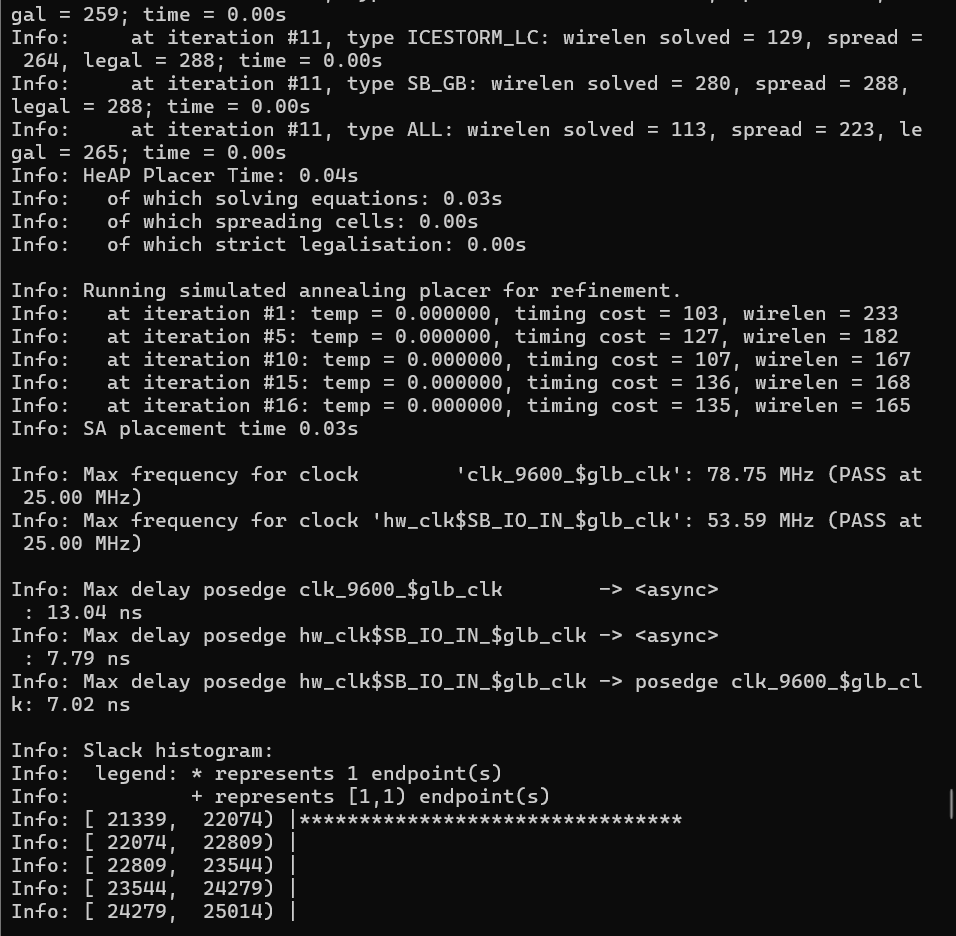 gal = 259; time = 0.00s
Info:     at iteration #11, type ICESTORM_LC: wirelen solved = 129, spread =
 264, legal = 288; time = 0.00s
Info:     at iteration #11, type SB_GB: wirelen solved = 280, spread = 288,
legal = 288; time = 0.00s
Info:     at iteration #11, type ALL: wirelen solved = 113, spread = 223, le
gal = 265; time = 0.00s
Info: HeAP Placer Time: 0.04s
Info:   of which solving equations: 0.03s
Info:   of which spreading cells: 0.00s
Info:   of which strict legalisation: 0.00s

Info: Running simulated annealing placer for refinement.
Info:   at iteration #1: temp = 0.000000, timing cost = 103, wirelen = 233
Info:   at iteration #5: temp = 0.000000, timing cost = 127, wirelen = 182
Info:   at iteration #10: temp = 0.000000, timing cost = 107, wirelen = 167
Info:   at iteration #15: temp = 0.000000, timing cost = 136, wirelen = 168
Info:   at iteration #16: temp = 0.000000, timing cost = 135, wirelen = 165
Info: SA placement time 0.03s

Info: Max frequency for clock        'clk_9600_$glb_clk': 78.75 MHz (PASS at
 25.00 MHz)
Info: Max frequency for clock 'hw_clk$SB_IO_IN_$glb_clk': 53.59 MHz (PASS at
 25.00 MHz)

Info: Max delay posedge clk_9600_$glb_clk        -> <async>
 : 13.04 ns
Info: Max delay posedge hw_clk$SB_IO_IN_$glb_clk -> <async>
 : 7.79 ns
Info: Max delay posedge hw_clk$SB_IO_IN_$glb_clk -> posedge clk_9600_$glb_cl
k: 7.02 ns

Info: Slack histogram:
Info:  legend: * represents 1 endpoint(s)
Info:          + represents [1,1) endpoint(s)
Info: [ 21339,  22074) |********************************
Info: [ 22074,  22809) |
Info: [ 22809,  23544) |
Info: [ 23544,  24279) |
Info: [ 24279,  25014) |